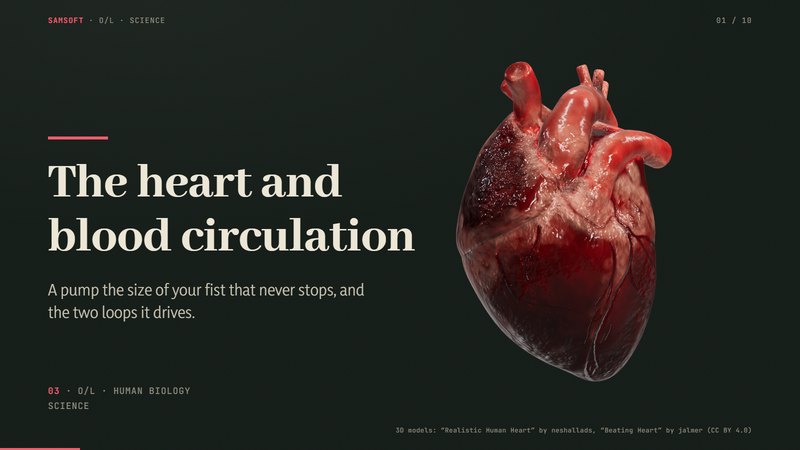 SAMSOFT · O/L · SCIENCE
01 / 10
The heart and
blood circulation
A pump the size of your fist that never stops, and
the two loops it drives.
03 · O/L · HUMAN BIOLOGY
SCIENCE
3D models: "Realistic Human Heart" by neshallads, "Beating Heart" by jalmer (CC BY 4.0)